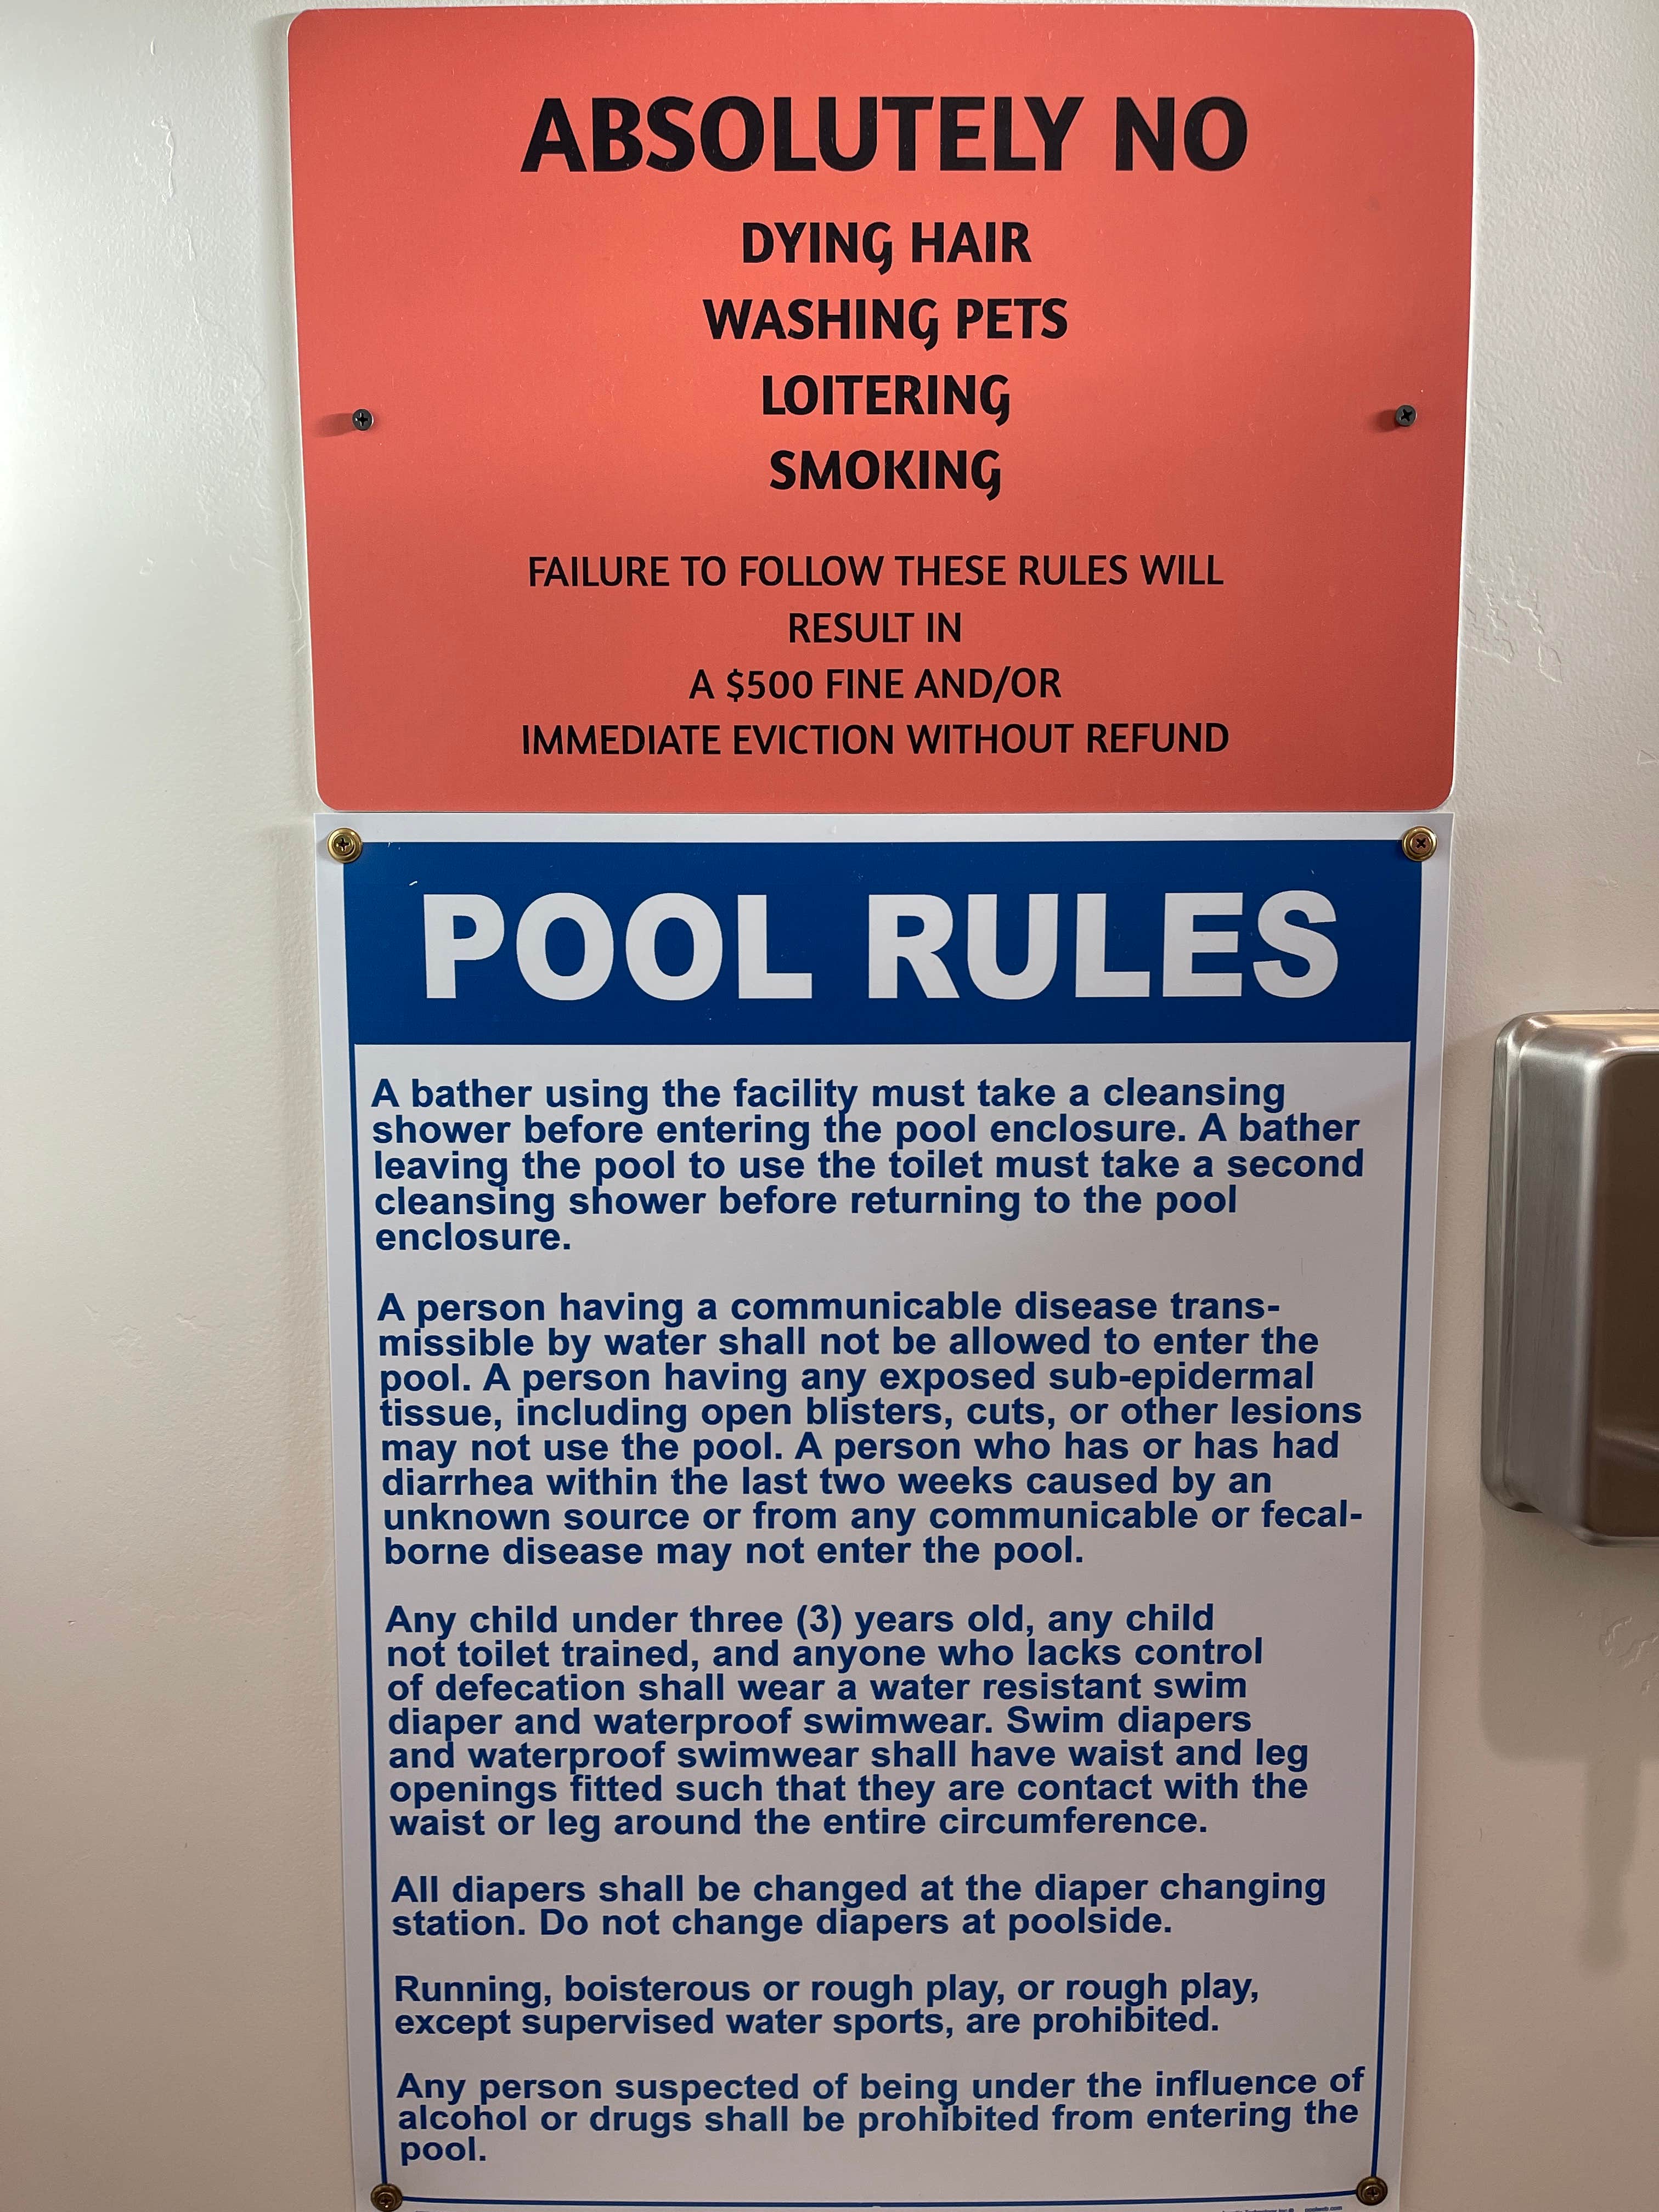 ABSOLUTELY NO
DYING HAIR
WASHING PETS
LOITERING
SMOKING
FAILURE TO FOLLOW THESE RULES WILL
RESULT IN
A $500 FINE AND/OR
IMMEDIATE EVICTION WITHOUT REFUND
POOL RULES
A bather using the facility must take a cleansing
shower before entering the pool enclosure. A bather
leaving the pool to use the toilet must take a second
cleansing shower before returning to the pool
enclosure.
A person having a communicable disease trans-
missible by water shall not be allowed to enter the
pool. A person having any exposed sub-epidermal
tissue, including open blisters, cuts, or other lesions
may not use the pool. A person who has or has had
diarrhea within the last two weeks caused by an
unknown source or from any communicable or fecal-
borne disease may not enter the pool.
Any child under three (3) years old, any child
not toilet trained, and anyone who lacks control
of defecation shall wear a water resistant swim
diaper and waterproof swimwear. Swim diapers
and waterproof swimwear shall have waist and leg
openings fitted such that they are contact with the
waist or leg around the entire circumference.
All diapers shall be changed at the diaper changing
station. Do not change diapers at poolside.
Running, boisterous or rough play, or rough play,
except supervised water sports, are prohibited.
Any person suspected of being under the influence of
alcohol or drugs shall be prohibited from entering the
pool.